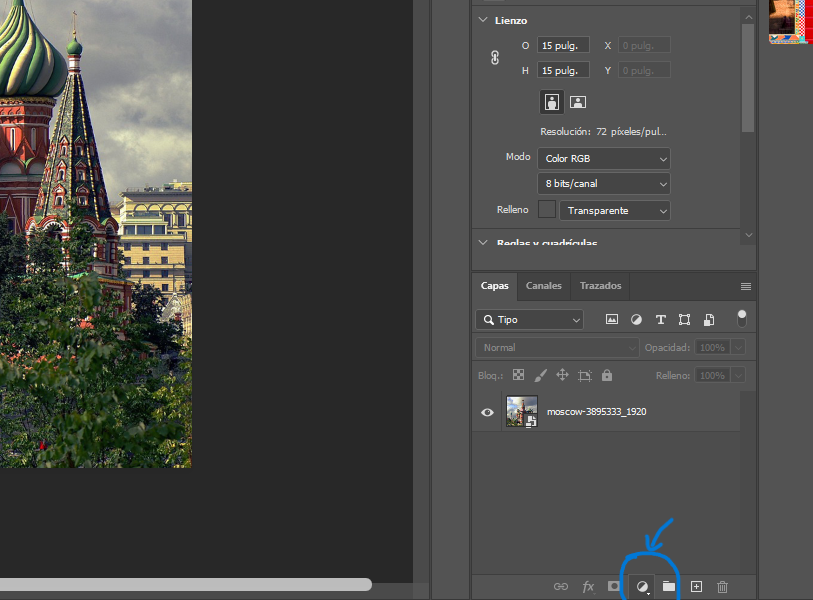 Lienzo
O 15 pulg. X 0 pulg.
H 15 pulg. Y 0 pulg.
Resolución: 72 píxeles/pul...
Modo Color RGB
8 bits/canal
Relleno Transparente
Reglas y cuadrículas
Capas Canales Trazados
Tipo T
Normal Opacidad: 100%
Bloq.: Relleno: 100%
moscow-3895333_1920
fx